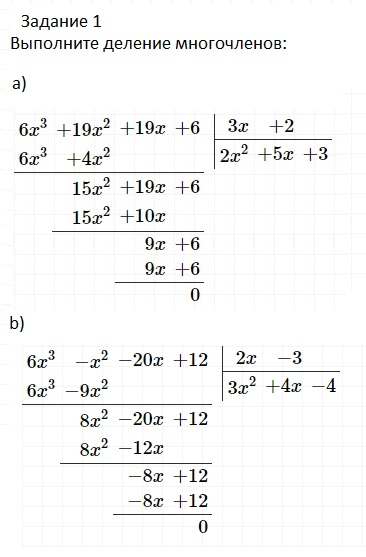 Задание 1
Выполните деление многочленов:
а)
6x³ +19x² +19x +6 3x +2
6x³ +4x² 2x² +5x +3
15x² +19x +6
15x² +10x
9x +6
9x +6
0
b)
6x³ −x² −20x +12 2x −3
6x³ −9x² 3x² +4x −4
8x² −20x +12
8x² −12x
−8x +12
−8x +12
0